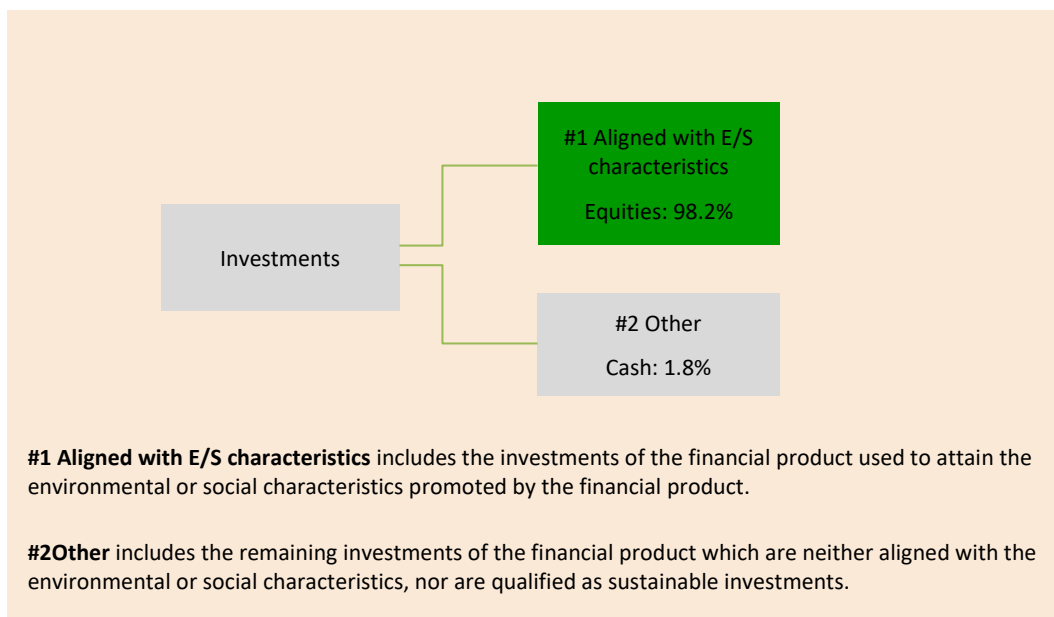 #1 Aligned with E/S
characteristics
Equities: 98.2%
Investments
#2 Other
Cash: 1.8%
#1 Aligned with E/S characteristics includes the investments of the financial product used to attain the
environmental or social characteristics promoted by the financial product.
#2Other includes the remaining investments of the financial product which are neither aligned with the
environmental or social characteristics, nor are qualified as sustainable investments.